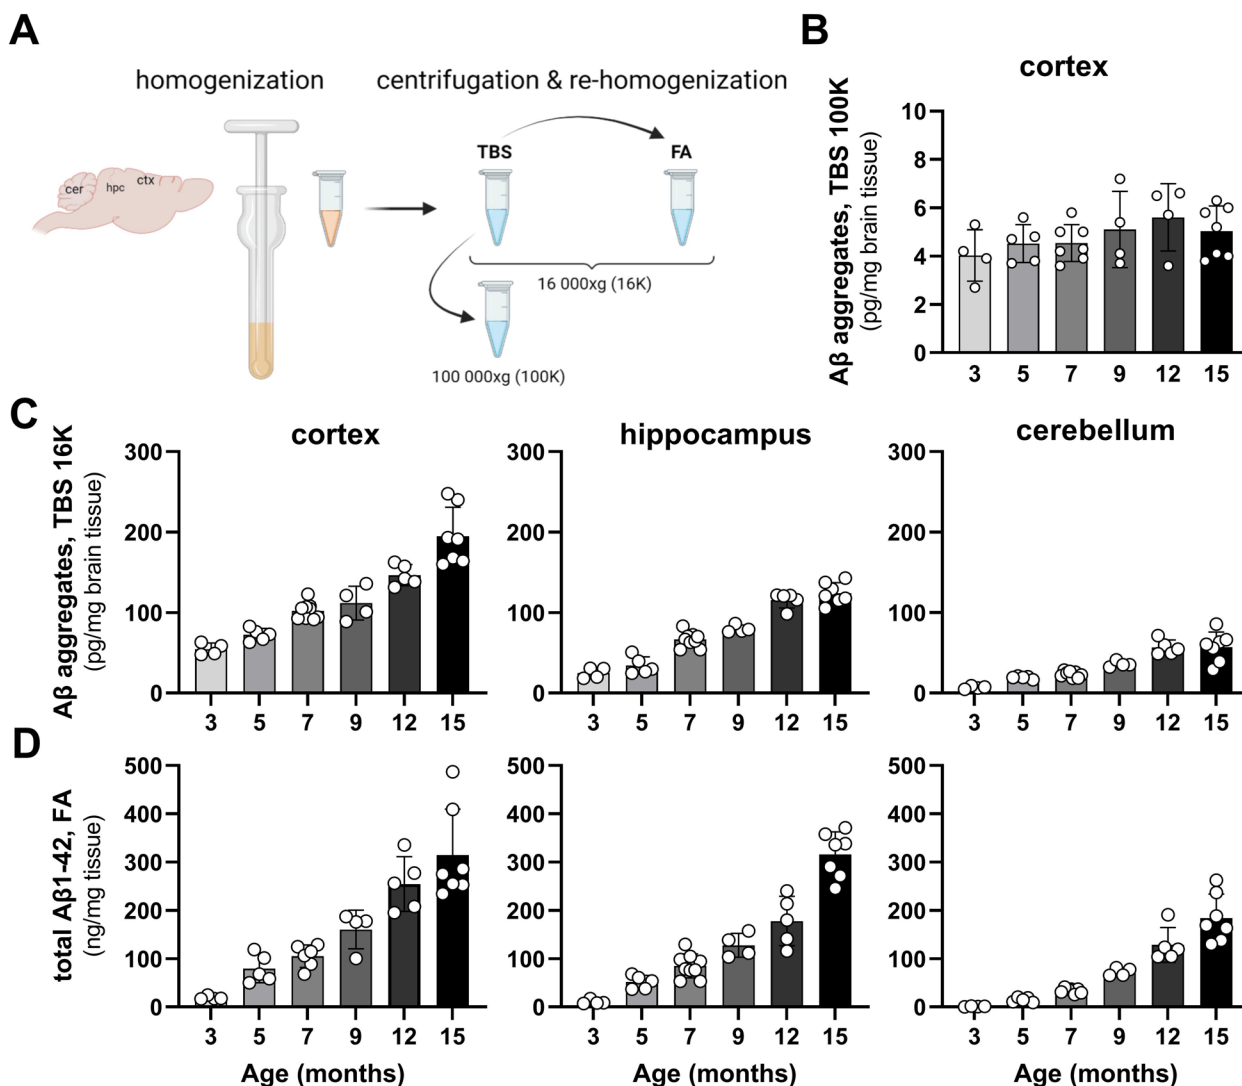 A
homogenization
centrifugation & re-homogenization
cer
hpc
ctx
TBS
FA
16 000xg (16K)
100 000xg (100K)
B
cortex
Aβ aggregates, TBS 100K
(pg/mg brain tissue)
10
8
6
4
2
0
3 5 7 9 12 15
C
Aβ aggregates, TBS 16K
(pg/mg brain tissue)
cortex
300
200
100
0
3 5 7 9 12 15
hippocampus
300
200
100
0
3 5 7 9 12 15
cerebellum
300
200
100
0
3 5 7 9 12 15
D
total Aβ1-42, FA
(ng/mg tissue)
500
400
300
200
100
0
3 5 7 9 12 15
Age (months)
500
400
300
200
100
0
3 5 7 9 12 15
Age (months)
500
400
300
200
100
0
3 5 7 9 12 15
Age (months)